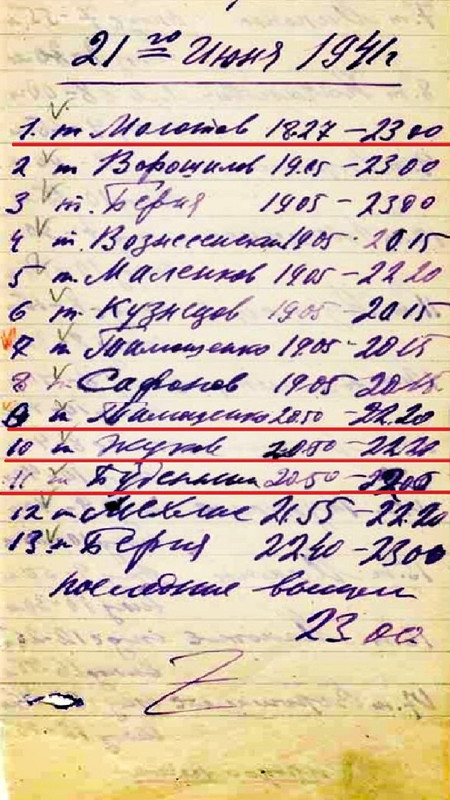 21го Июня 1941г
1. т Молотов 18.27 – 23 00
2 т Ворошилов 19.05 – 23 00
3 т. Берия 19 05 – 23 00
4 т. Вознесенский 19 05 - 20.15
5 т. Маленков 19 05 – 22 20
6 т Кузнецов 19 05 – 20 15
7 т Тимошенко 19 05 – 20 15
8 т Сафонов 19 05 – 20 15
9 т Тимошенко 20 50 – 22.20
10 т Жуков 20 50 – 22 20
11 т Буденный 20 50 –
12 т Мехлис 21.55 – 22.20
13 т Берия 22.40 – 23 00
последние вышли
23 00